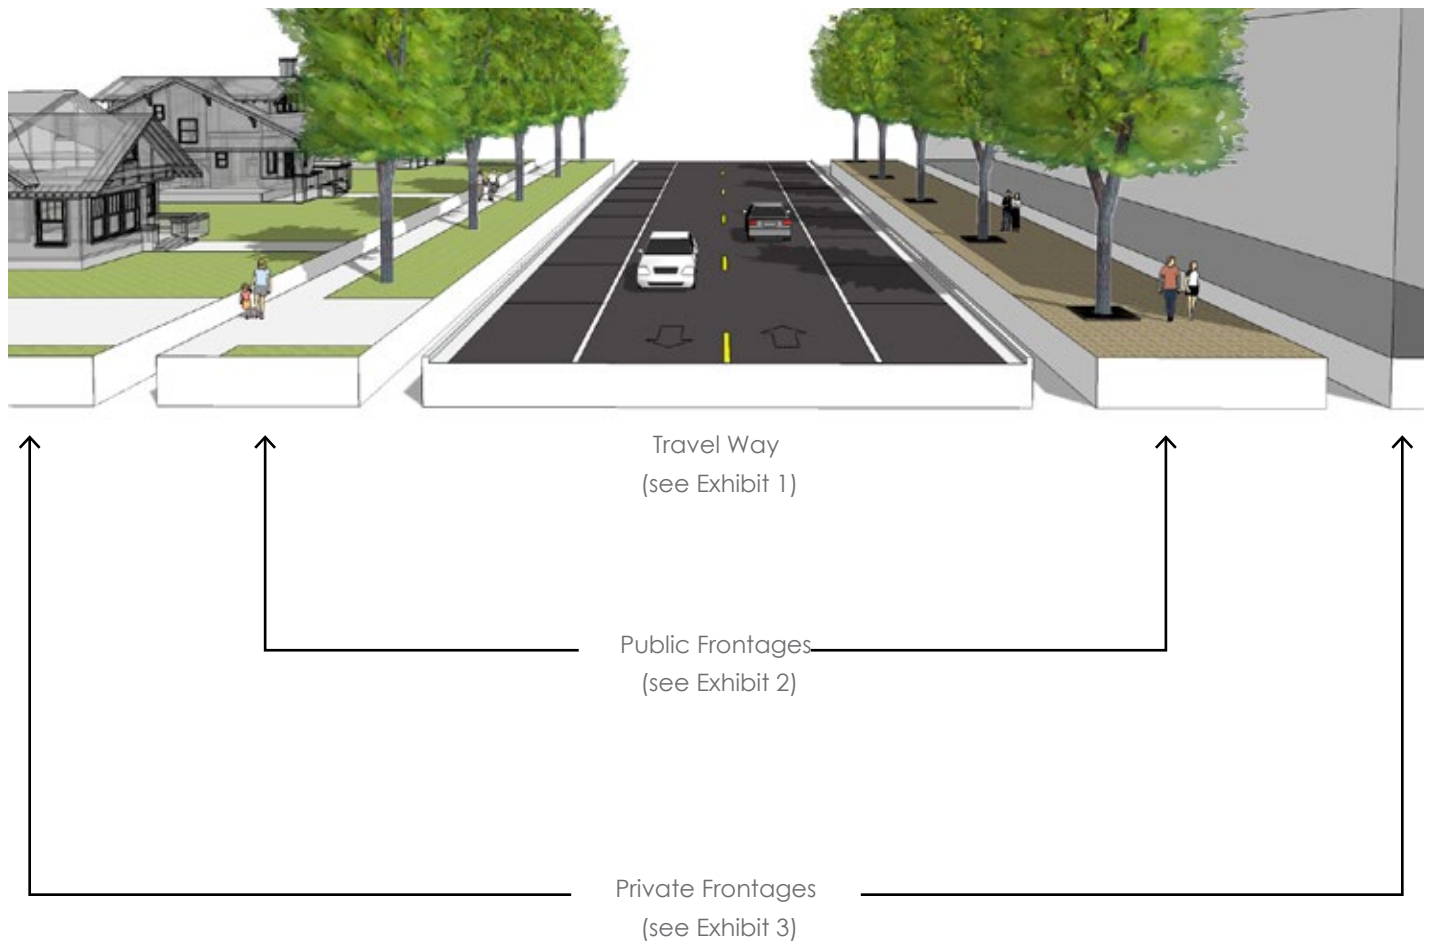 Travel Way
(see Exhibit 1)
Public Frontages
(see Exhibit 2)
Private Frontages
(see Exhibit 3)